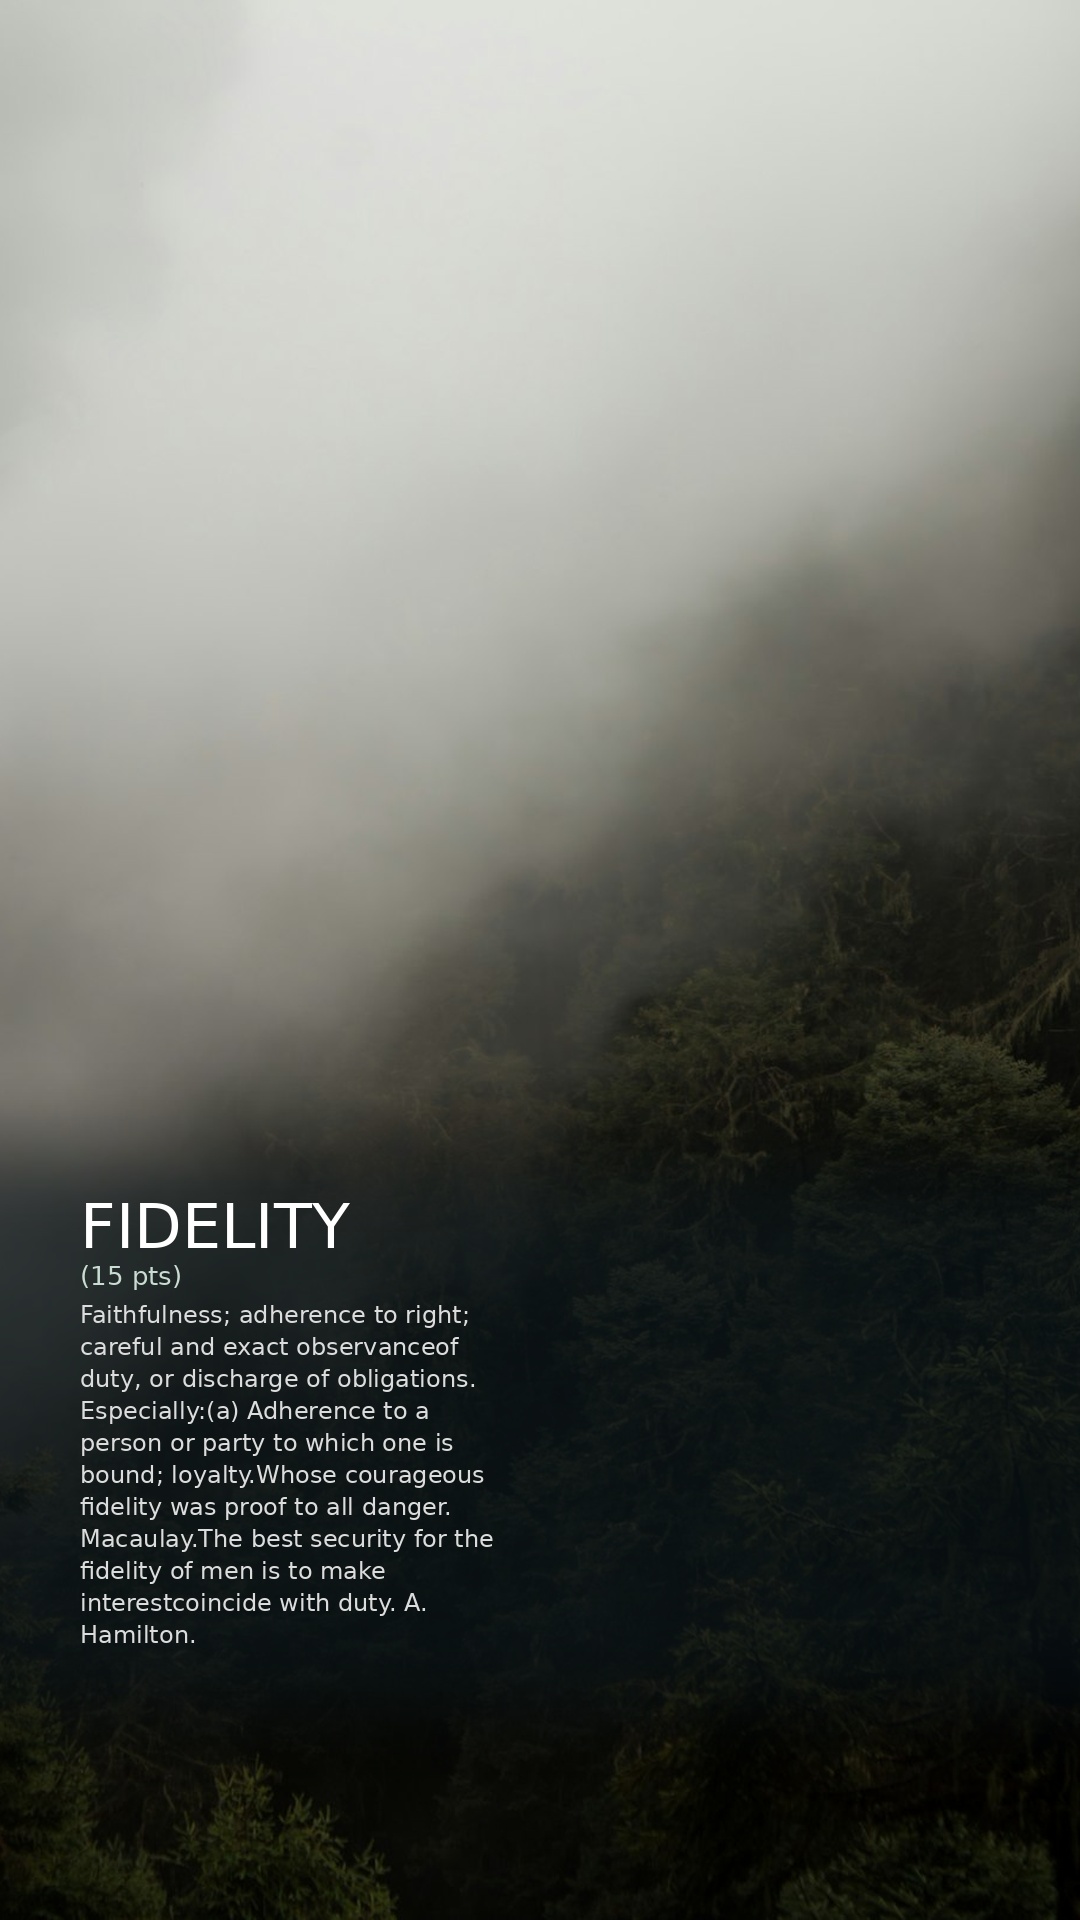 FIDELITY
(15 pts)
Faithfulness; adherence to right;
careful and exact observanceof
duty, or discharge of obligations.
Especially:(a) Adherence to a
person or party to which one is
bound; loyalty.Whose courageous
fidelity was proof to all danger.
Macaulay.The best security for the
fidelity of men is to make
interestcoincide with duty. A.
Hamilton.